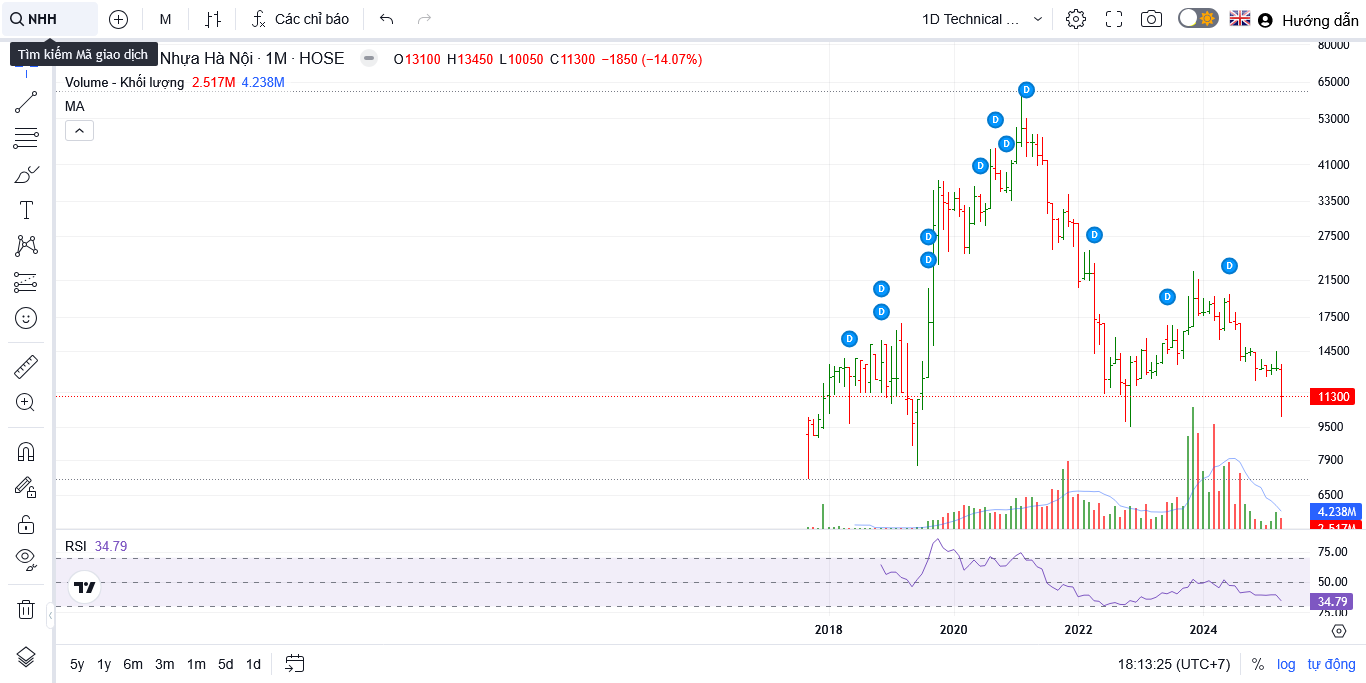 NHH
M
Các chỉ báo
1D Technical ...
Hướng dẫn
Tìm kiếm Mã giao dịch
Nhựa Hà Nội · 1M · HOSE
O13100 H13450 L10050 C11300 −1850 (−14.07%)
Volume - Khối lượng 2.517M 4.238M
MA
80000
65000
53000
41000
33500
27500
21500
17500
14500
11300
9500
7900
6500
4.238M
2.517M
D
D
D
D
D
D
D
D
D
D
D
D
D
RSI 34.79
75.00
50.00
34.79
25.00
2018 2020 2022 2024
5y 1y 6m 3m 1m 5d 1d
18:13:25 (UTC+7) % log tự động